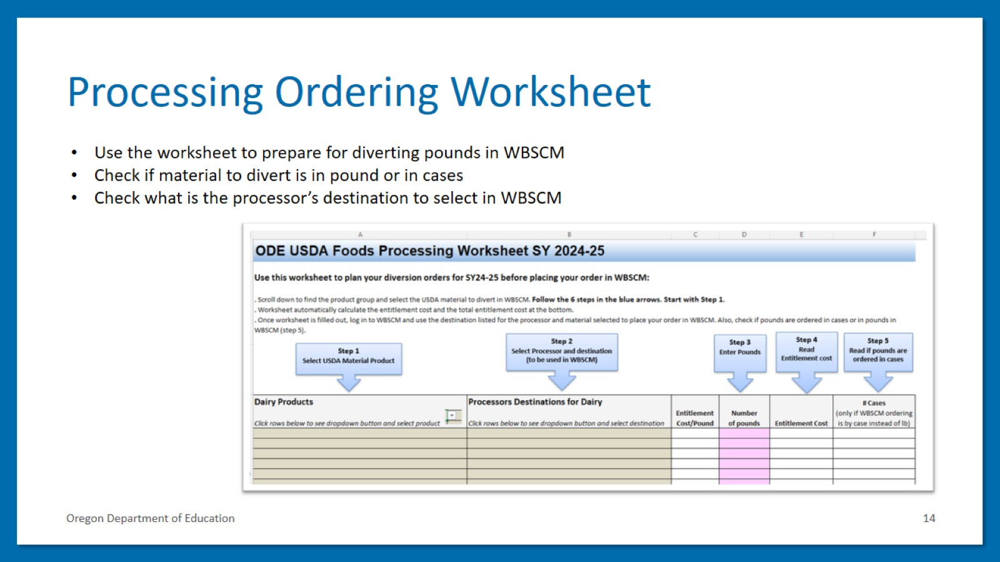 Processing Ordering Worksheet
• Use the worksheet to prepare for diverting pounds in WBSCM
• Check if material to divert is in pound or in cases
• Check what is the processor’s destination to select in WBSCM
A B C D E F
ODE USDA Foods Processing Worksheet SY 2024-25
Use this worksheet to plan your diversion orders for SY24-25 before placing your order in WBSCM:
. Scroll down to find the product group and select the USDA material to divert in WBSCM. Follow the 6 steps in the blue arrows. Start with Step 1.
. Worksheet automatically calculate the entitlement cost and the total entitlement cost at the bottom.
. Once worksheet is filled out, log in to WBSCM and use the destination listed for the processor and material selected to place your order in WBSCM. Also, check if pounds are ordered in cases or in pounds in
WBSCM (step 5).
Step 1
Select USDA Material Product
Step 2
Select Processor and destination
(to be used in WBSCM)
Step 3
Enter Pounds
Step 4
Read
Entitlement cost
Step 5
Read if pounds are
ordered in cases
Dairy Products
Click rows below to see dropdown button and select product
Processors Destinations for Dairy
Click rows below to see dropdown button and select destination
Entitlement
Cost/Pound
Number
of pounds
Entitlement Cost
# Cases
(only if WBSCM ordering
is by case instead of lb)
Oregon Department of Education
14